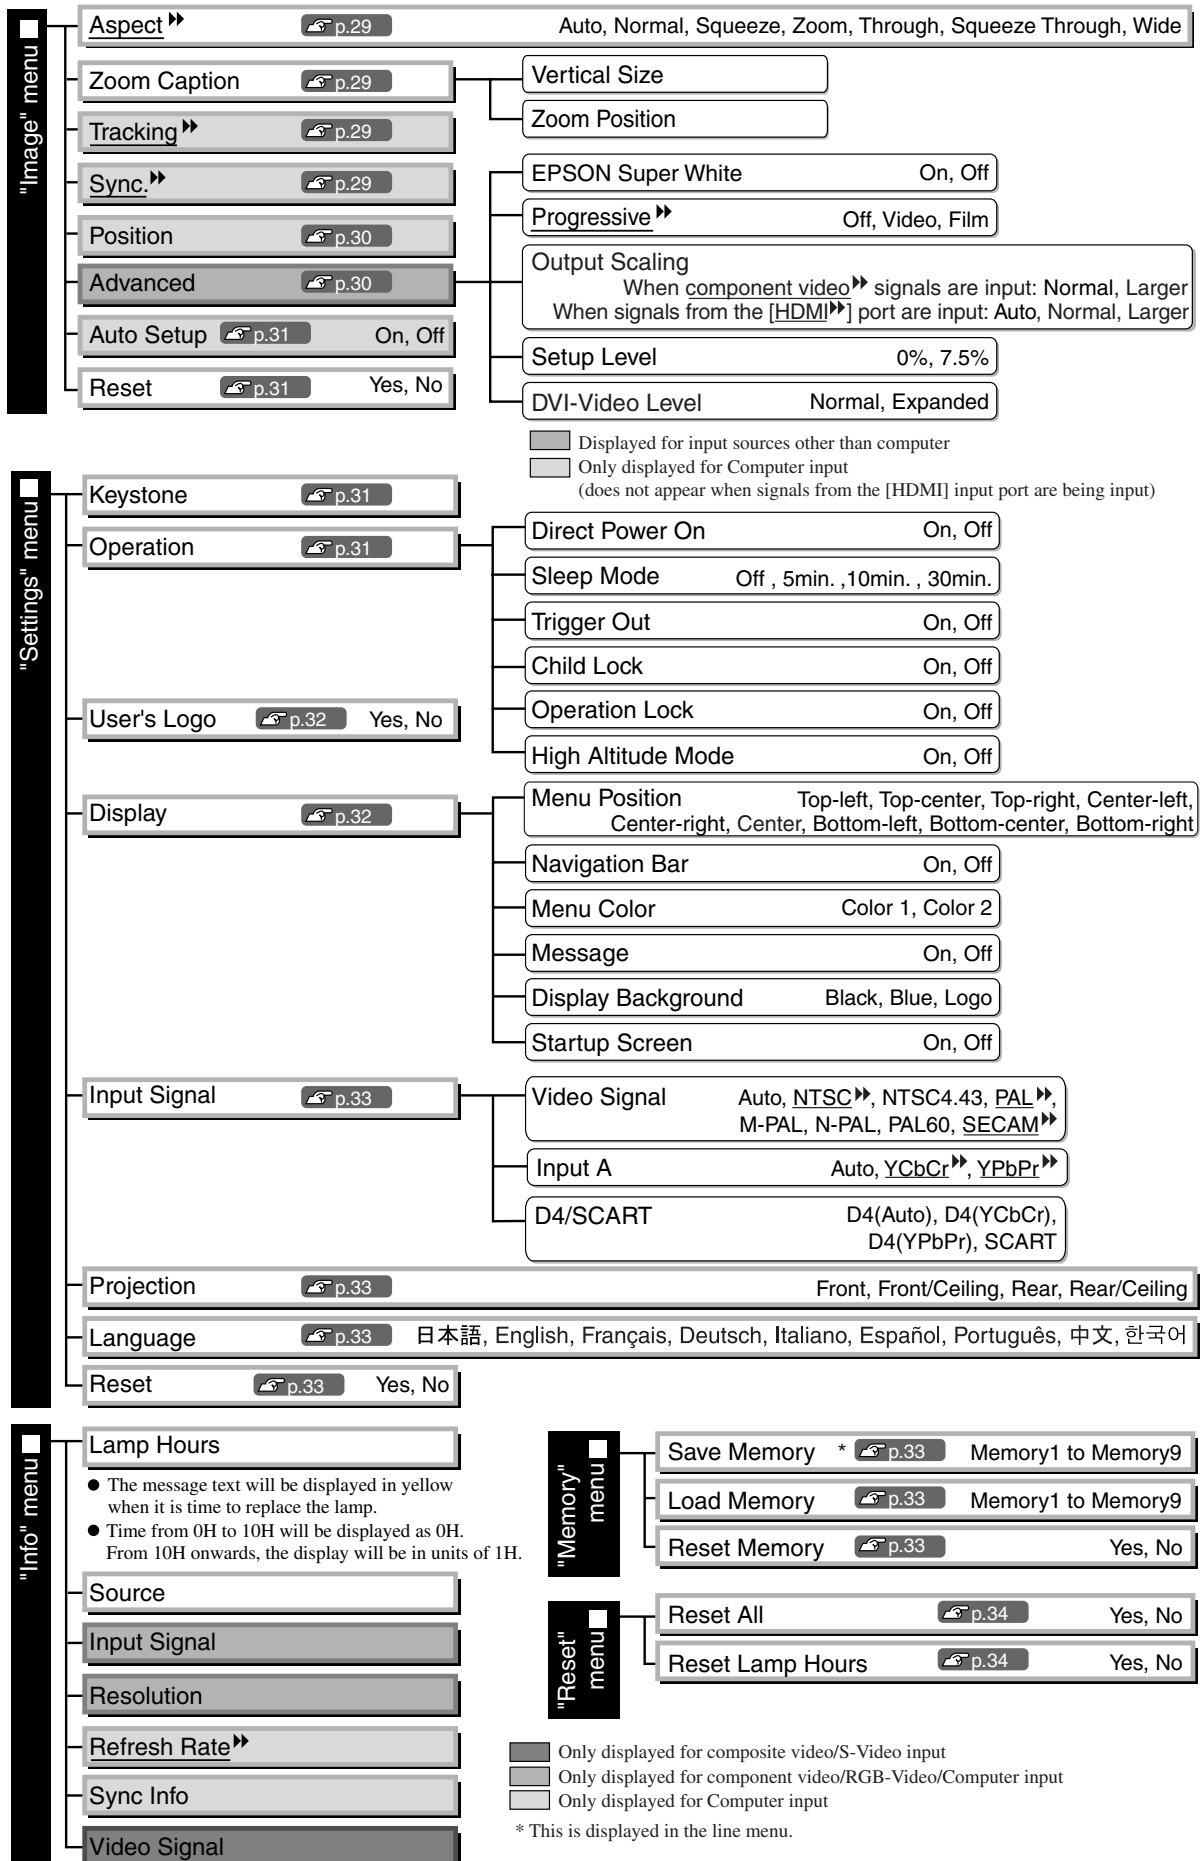 "Image" menu
Aspect p.29 Auto, Normal, Squeeze, Zoom, Through, Squeeze Through, Wide
Zoom Caption p.29
Vertical Size
Zoom Position
Tracking p.29
Sync. p.29
Position p.30
Advanced p.30
EPSON Super White On, Off
Progressive Off, Video, Film
Output Scaling
When component video signals are input: Normal, Larger
When signals from the [HDMI] port are input: Auto, Normal, Larger
Setup Level 0%, 7.5%
DVI-Video Level Normal, Expanded
Auto Setup p.31 On, Off
Reset p.31 Yes, No
Displayed for input sources other than computer
Only displayed for Computer input
(does not appear when signals from the [HDMI] input port are being input)
"Settings" menu
Keystone p.31
Operation p.31
Direct Power On On, Off
Sleep Mode Off , 5min. ,10min. , 30min.
Trigger Out On, Off
Child Lock On, Off
Operation Lock On, Off
High Altitude Mode On, Off
User's Logo p.32 Yes, No
Display p.32
Menu Position Top-left, Top-center, Top-right, Center-left,
Center-right, Center, Bottom-left, Bottom-center, Bottom-right
Navigation Bar On, Off
Menu Color Color 1, Color 2
Message On, Off
Display Background Black, Blue, Logo
Startup Screen On, Off
Input Signal p.33
Video Signal Auto, NTSC, NTSC4.43, PAL,
M-PAL, N-PAL, PAL60, SECAM
Input A Auto, YCbCr, YPbPr
D4/SCART D4(Auto), D4(YCbCr),
D4(YPbPr), SCART
Projection p.33 Front, Front/Ceiling, Rear, Rear/Ceiling
Language p.33 日本語, English, Français, Deutsch, Italiano, Español, Português, 中文, 한국어
Reset p.33 Yes, No
"Info" menu
Lamp Hours
● The message text will be displayed in yellow
when it is time to replace the lamp.
● Time from 0H to 10H will be displayed as 0H.
From 10H onwards, the display will be in units of 1H.
Source
Input Signal
Resolution
Refresh Rate
Sync Info
Video Signal
"Memory"
menu
Save Memory * p.33 Memory1 to Memory9
Load Memory p.33 Memory1 to Memory9
Reset Memory p.33 Yes, No
"Reset"
menu
Reset All p.34 Yes, No
Reset Lamp Hours p.34 Yes, No
Only displayed for composite video/S-Video input
Only displayed for component video/RGB-Video/Computer input
Only displayed for Computer input
* This is displayed in the line menu.